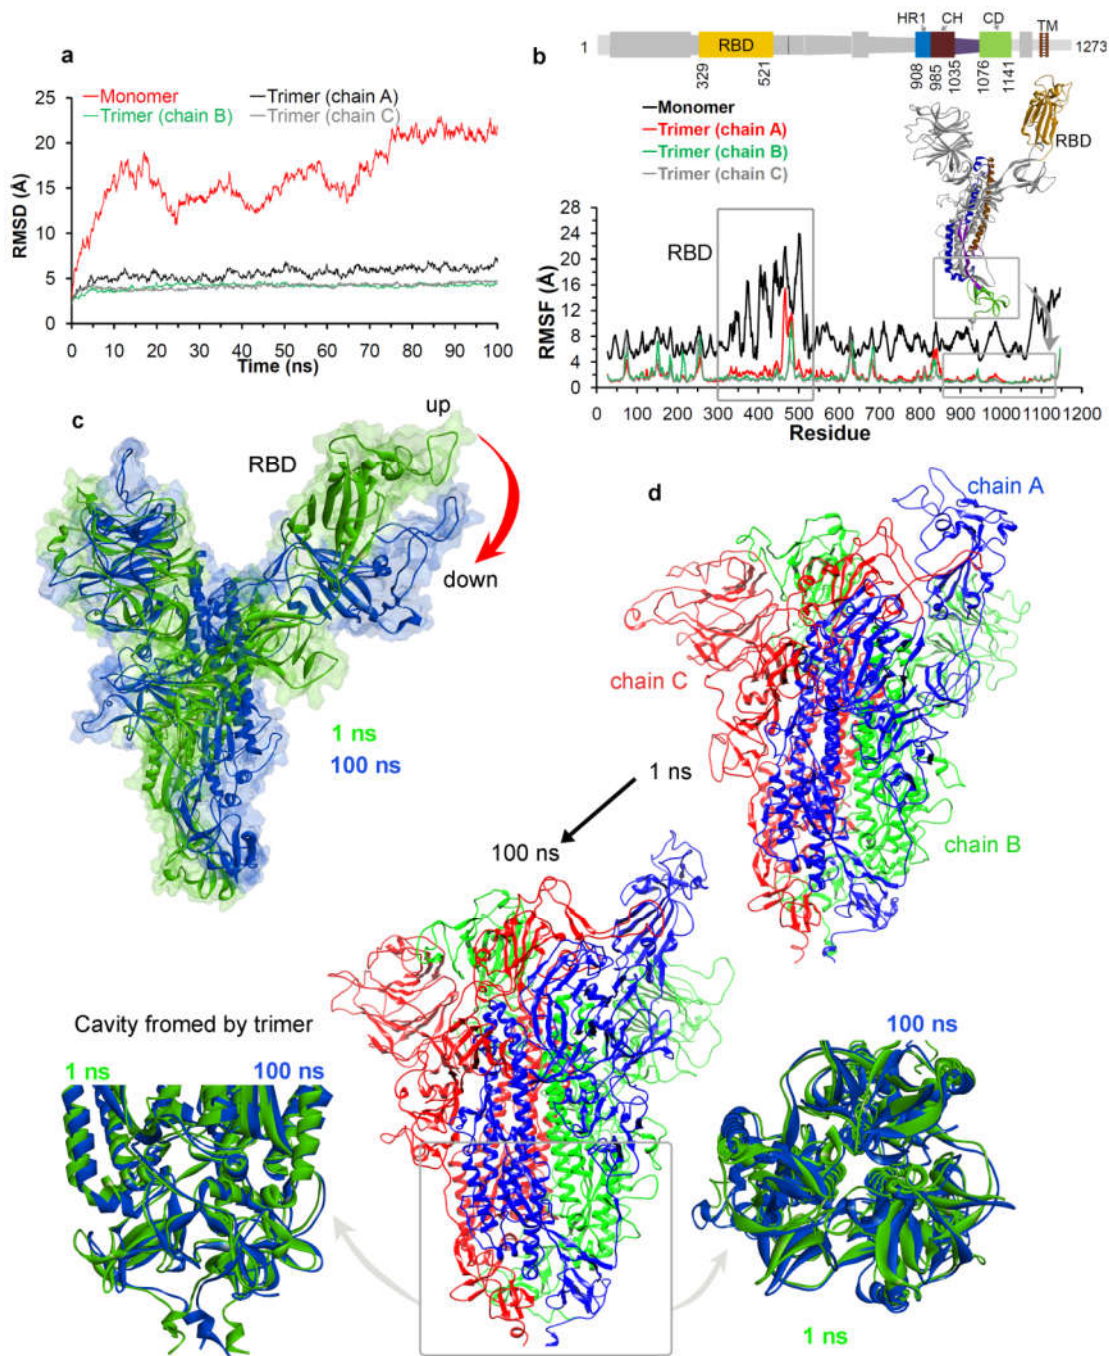 a
Monomer
Trimer (chain A)
Trimer (chain B)
Trimer (chain C)
RMSD (Å)
25
20
15
10
5
0
0 10 20 30 40 50 60 70 80 90 100
Time (ns)
b
HR1 CH CD TM
1 RBD 1273
329 521 908 985 1035 1076 1141
Monomer
Trimer (chain A)
Trimer (chain B)
Trimer (chain C)
RBD
RBD
RMSF (Å)
28
24
20
16
12
8
4
0
0 100 200 300 400 500 600 700 800 900 1000 1100 1200
Residue
c
up
RBD
down
1 ns
100 ns
d
chain A
chain C
chain B
1 ns
100 ns
Cavity fromed by trimer
1 ns 100 ns
100 ns
1 ns